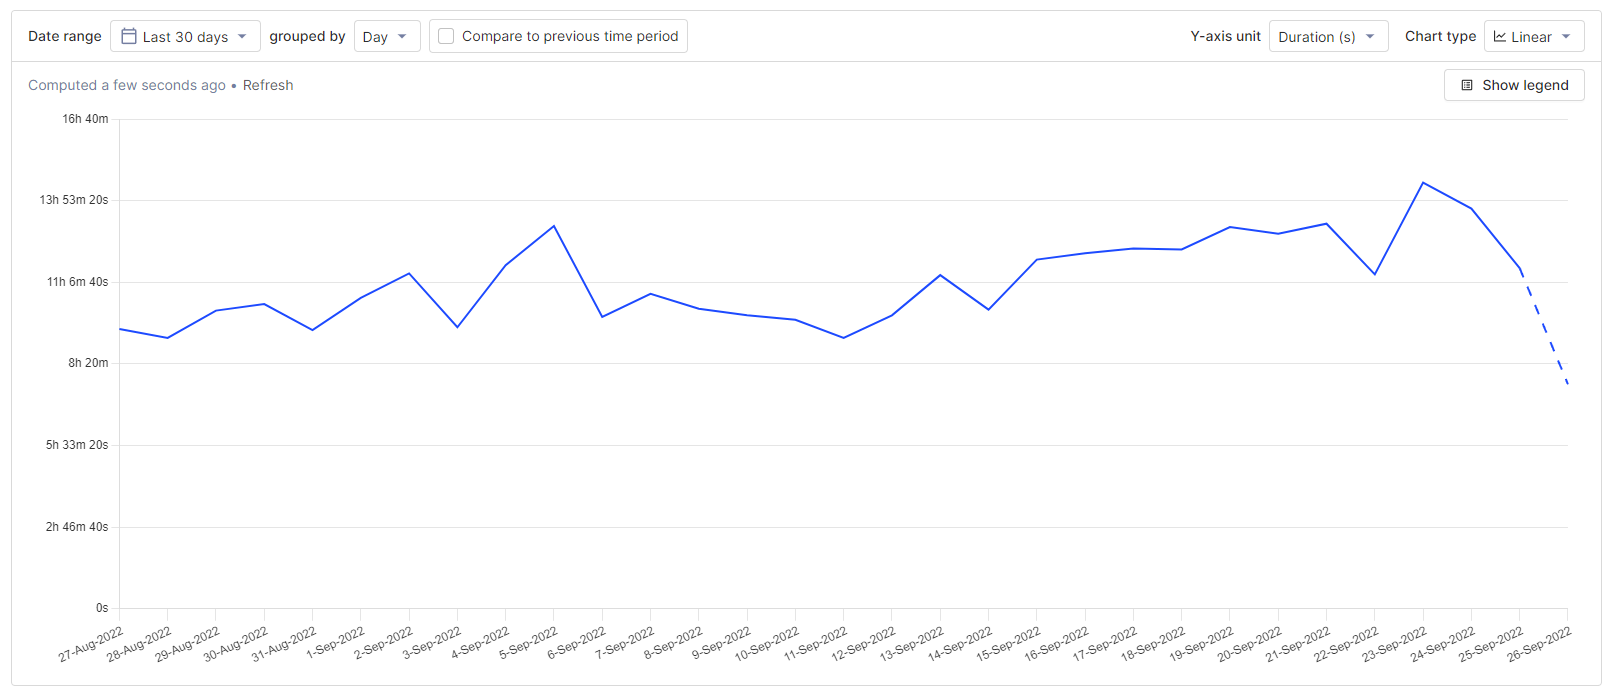 Date range Last 30 days grouped by Day Compare to previous time period Y-axis unit Duration (s) Chart type Linear
Computed a few seconds ago • Refresh Show legend
16h 40m
13h 53m 20s
11h 6m 40s
8h 20m
5h 33m 20s
2h 46m 40s
0s
27-Aug-2022 28-Aug-2022 29-Aug-2022 30-Aug-2022 31-Aug-2022 1-Sep-2022 2-Sep-2022 3-Sep-2022 4-Sep-2022 5-Sep-2022 6-Sep-2022 7-Sep-2022 8-Sep-2022 9-Sep-2022 10-Sep-2022 11-Sep-2022 12-Sep-2022 13-Sep-2022 14-Sep-2022 15-Sep-2022 16-Sep-2022 17-Sep-2022 18-Sep-2022 19-Sep-2022 20-Sep-2022 21-Sep-2022 22-Sep-2022 23-Sep-2022 24-Sep-2022 25-Sep-2022 26-Sep-2022